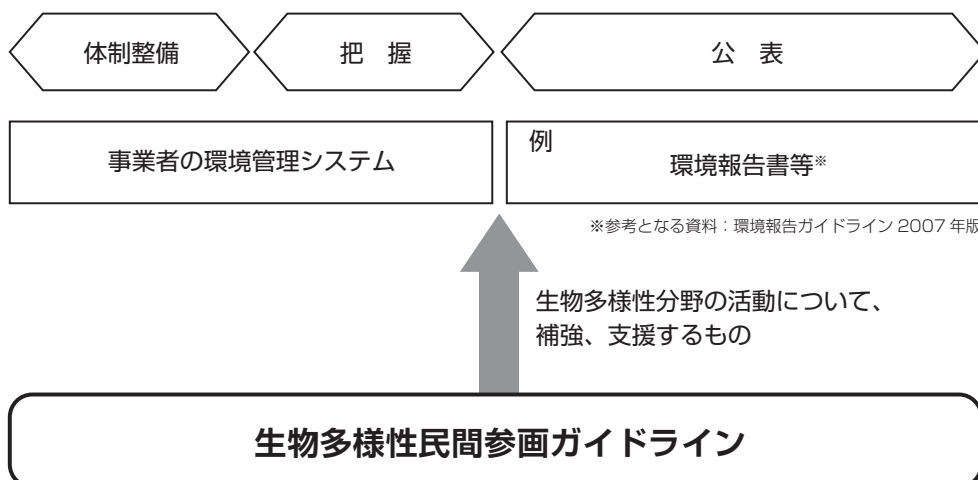 体制整備
把 握
公 表
事業者の環境管理システム
例
環境報告書等※
※参考となる資料：環境報告ガイドライン 2007 年版
生物多様性分野の活動について、
補強、支援するもの
生物多様性民間参画ガイドライン